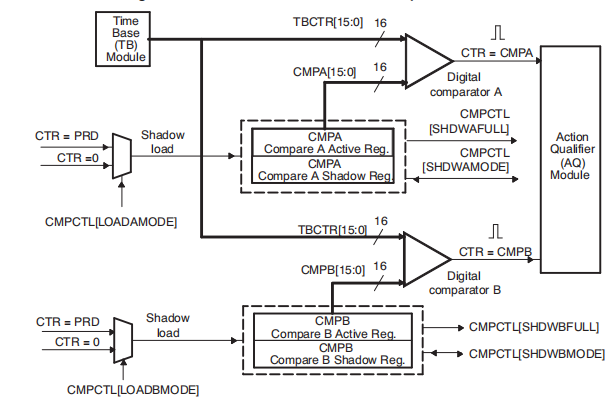 Time
Base
(TB)
Module
TBCTR[15:0]
16
CTR = CMPA
CMPA[15:0]
16
Digital
comparator A
CTR = PRD
CTR =0
Shadow
load
CMPA
Compare A Active Reg.
CMPA
Compare A Shadow Reg.
CMPCTL
[SHDWAFULL]
CMPCTL
[SHDWAMODE]
Action
Qualifier
(AQ)
Module
CMPCTL[LOADAMODE]
TBCTR[15:0]
16
CTR = CMPB
CMPB[15:0]
16
Digital
comparator B
CTR = PRD
CTR = 0
Shadow
load
CMPB
Compare B Active Reg.
CMPB
Compare B Shadow Reg.
CMPCTL[SHDWBFULL]
CMPCTL[SHDWBMODE]
CMPCTL[LOADBMODE]